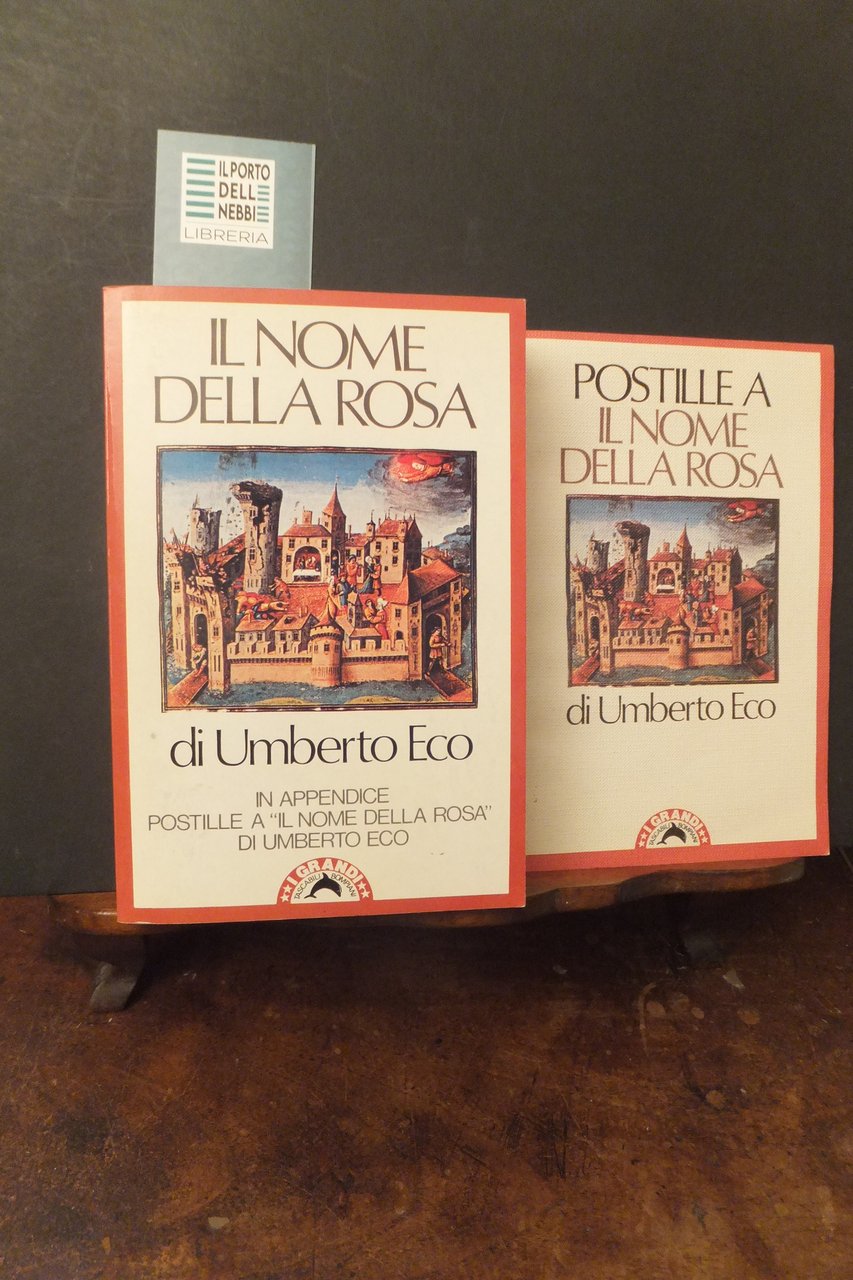 IL PORTO
DELL
NEBBI
LIBRERIA
IL NOME
DELLA ROSA
di Umberto Eco
IN APPENDICE
POSTILLE A "IL NOME DELLA ROSA"
DI UMBERTO ECO
I GRANDI
TASCABILI BOMPIANI
POSTILLE A
IL NOME
DELLA ROSA
di Umberto Eco
I GRANDI
TASCABILI BOMPIANI